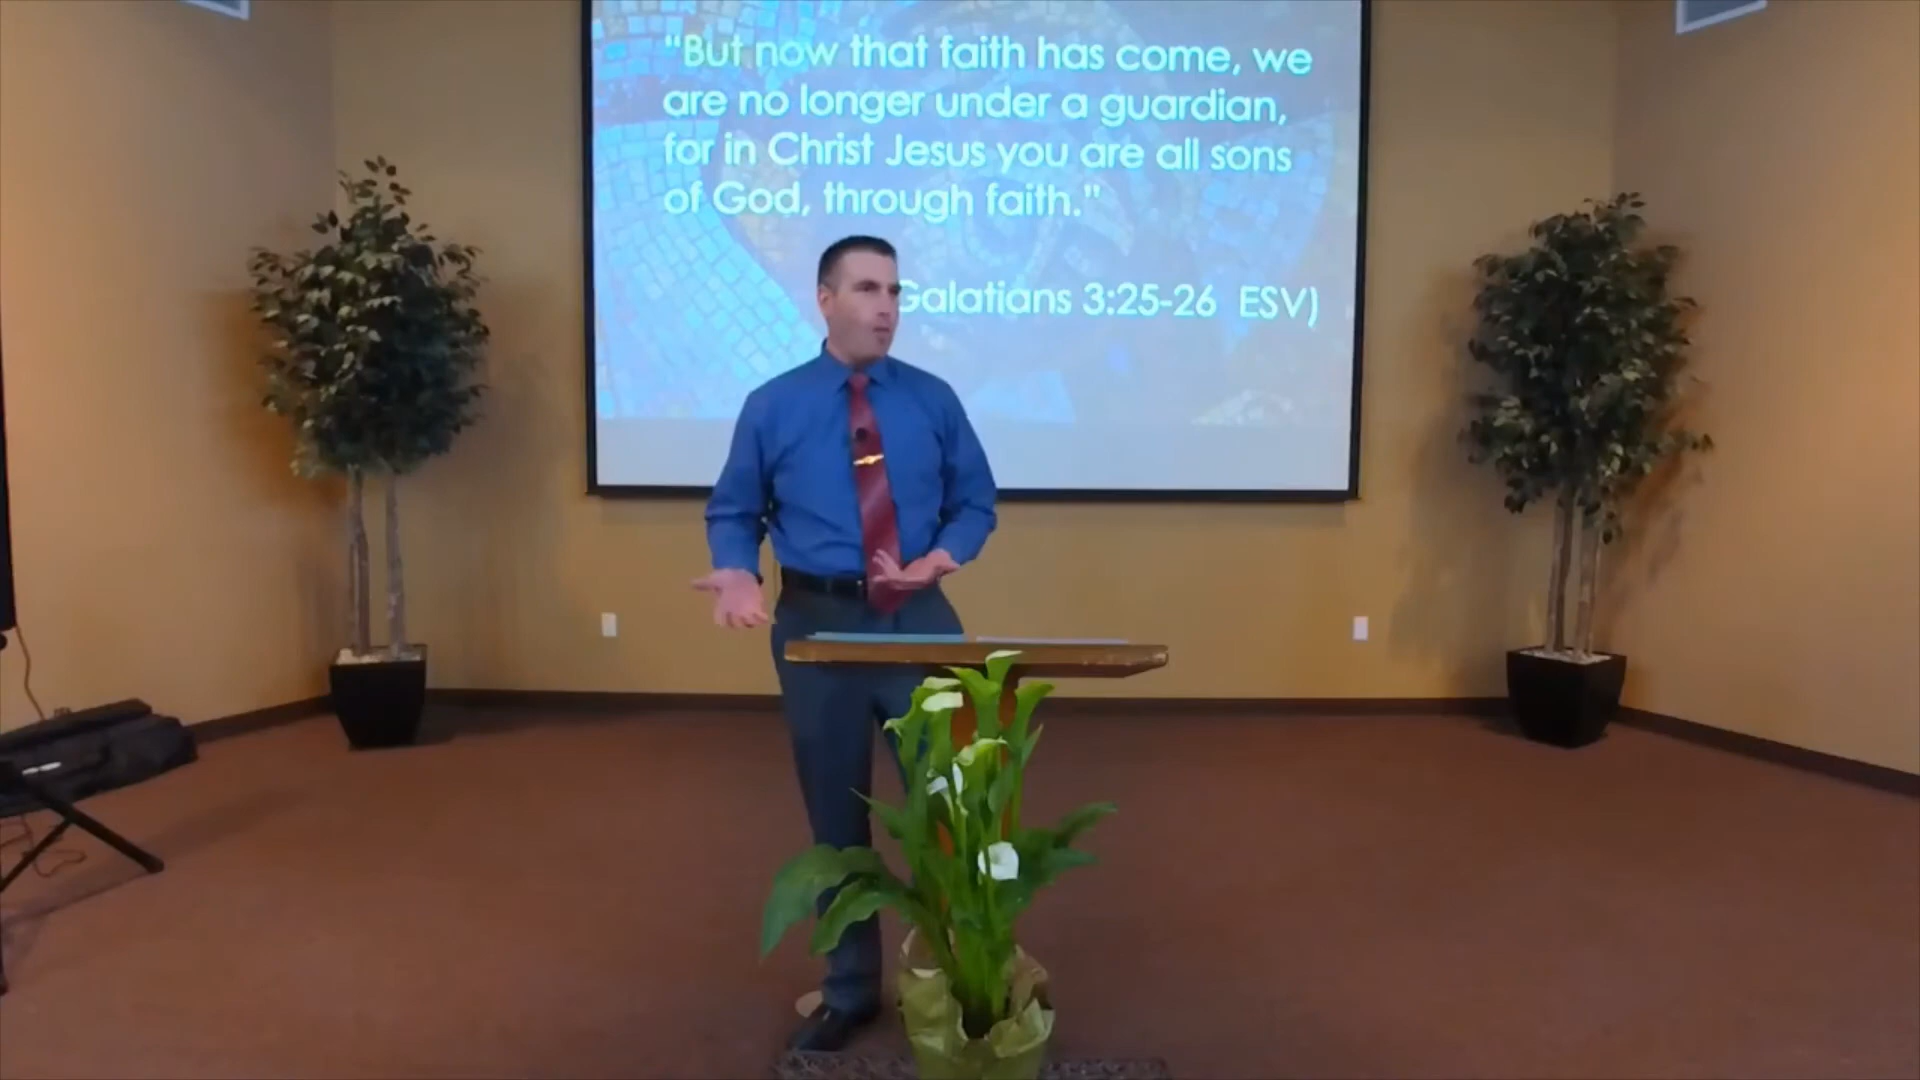 "But now that faith has come, we
are no longer under a guardian,
for in Christ Jesus you are all sons
of God, through faith."
Galatians 3:25-26 ESV)